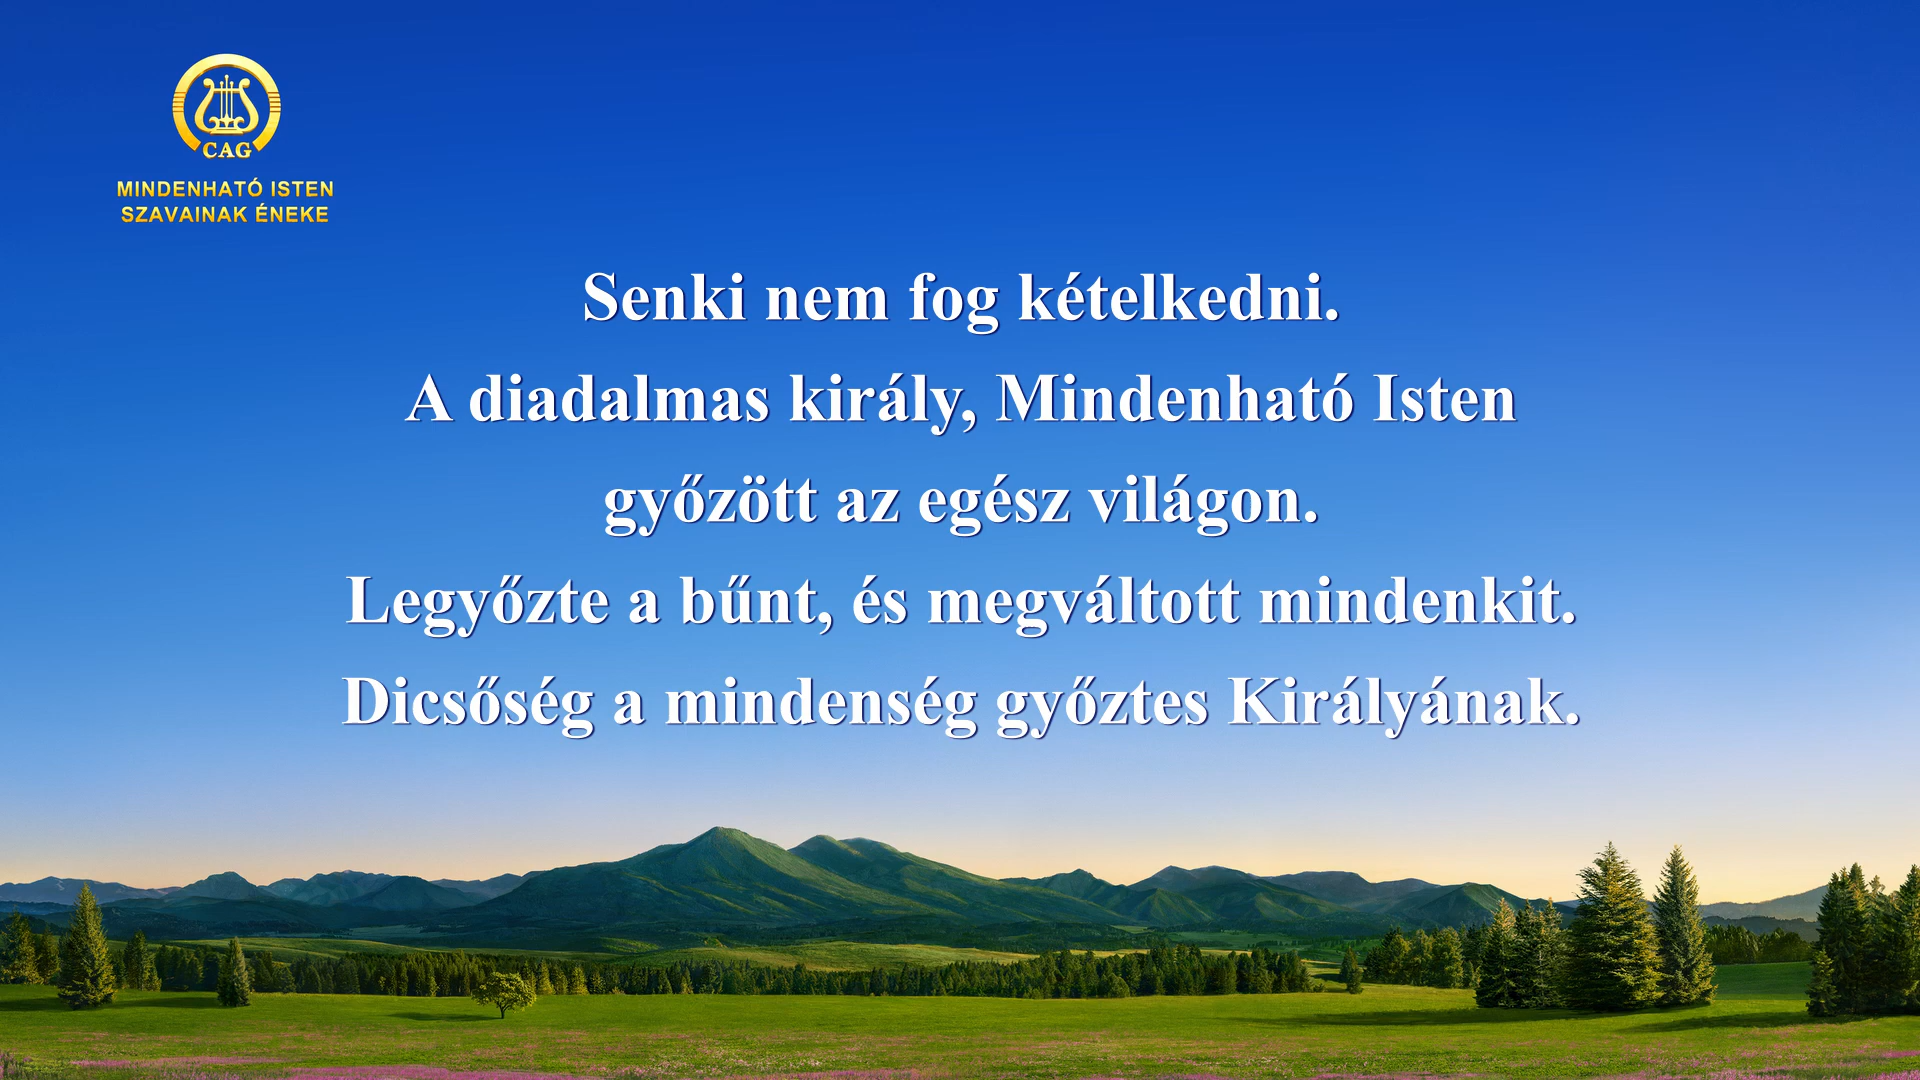 CAG
MINDENHATÓ ISTEN
SZAVAINAK ÉNEKE
Senki nem fog kételkedni.
A diadalmas király, Mindenható Isten
győzött az egész világon.
Legyőzte a bűnt, és megváltott mindenkit.
Dicsőség a mindenség győztes Királyának.